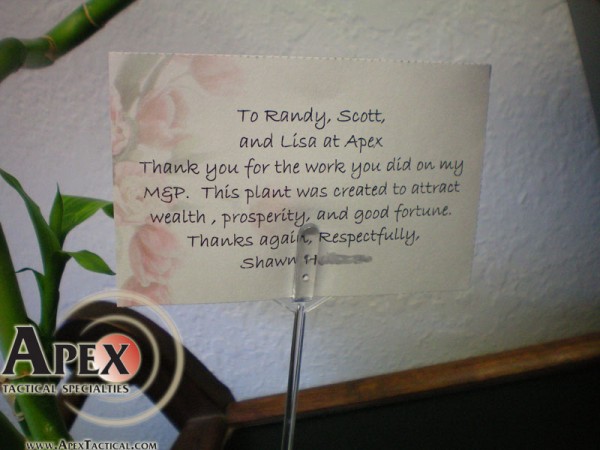 To Randy, Scott,
and Lisa at Apex
Thank you for the work you did on my
M&P. This plant was created to attract
wealth , prosperity, and good fortune.
Thanks again, Respectfully,
Shawn H
APEX
TACTICAL SPECIALTIES
WWW.APEXTACTICAL.COM